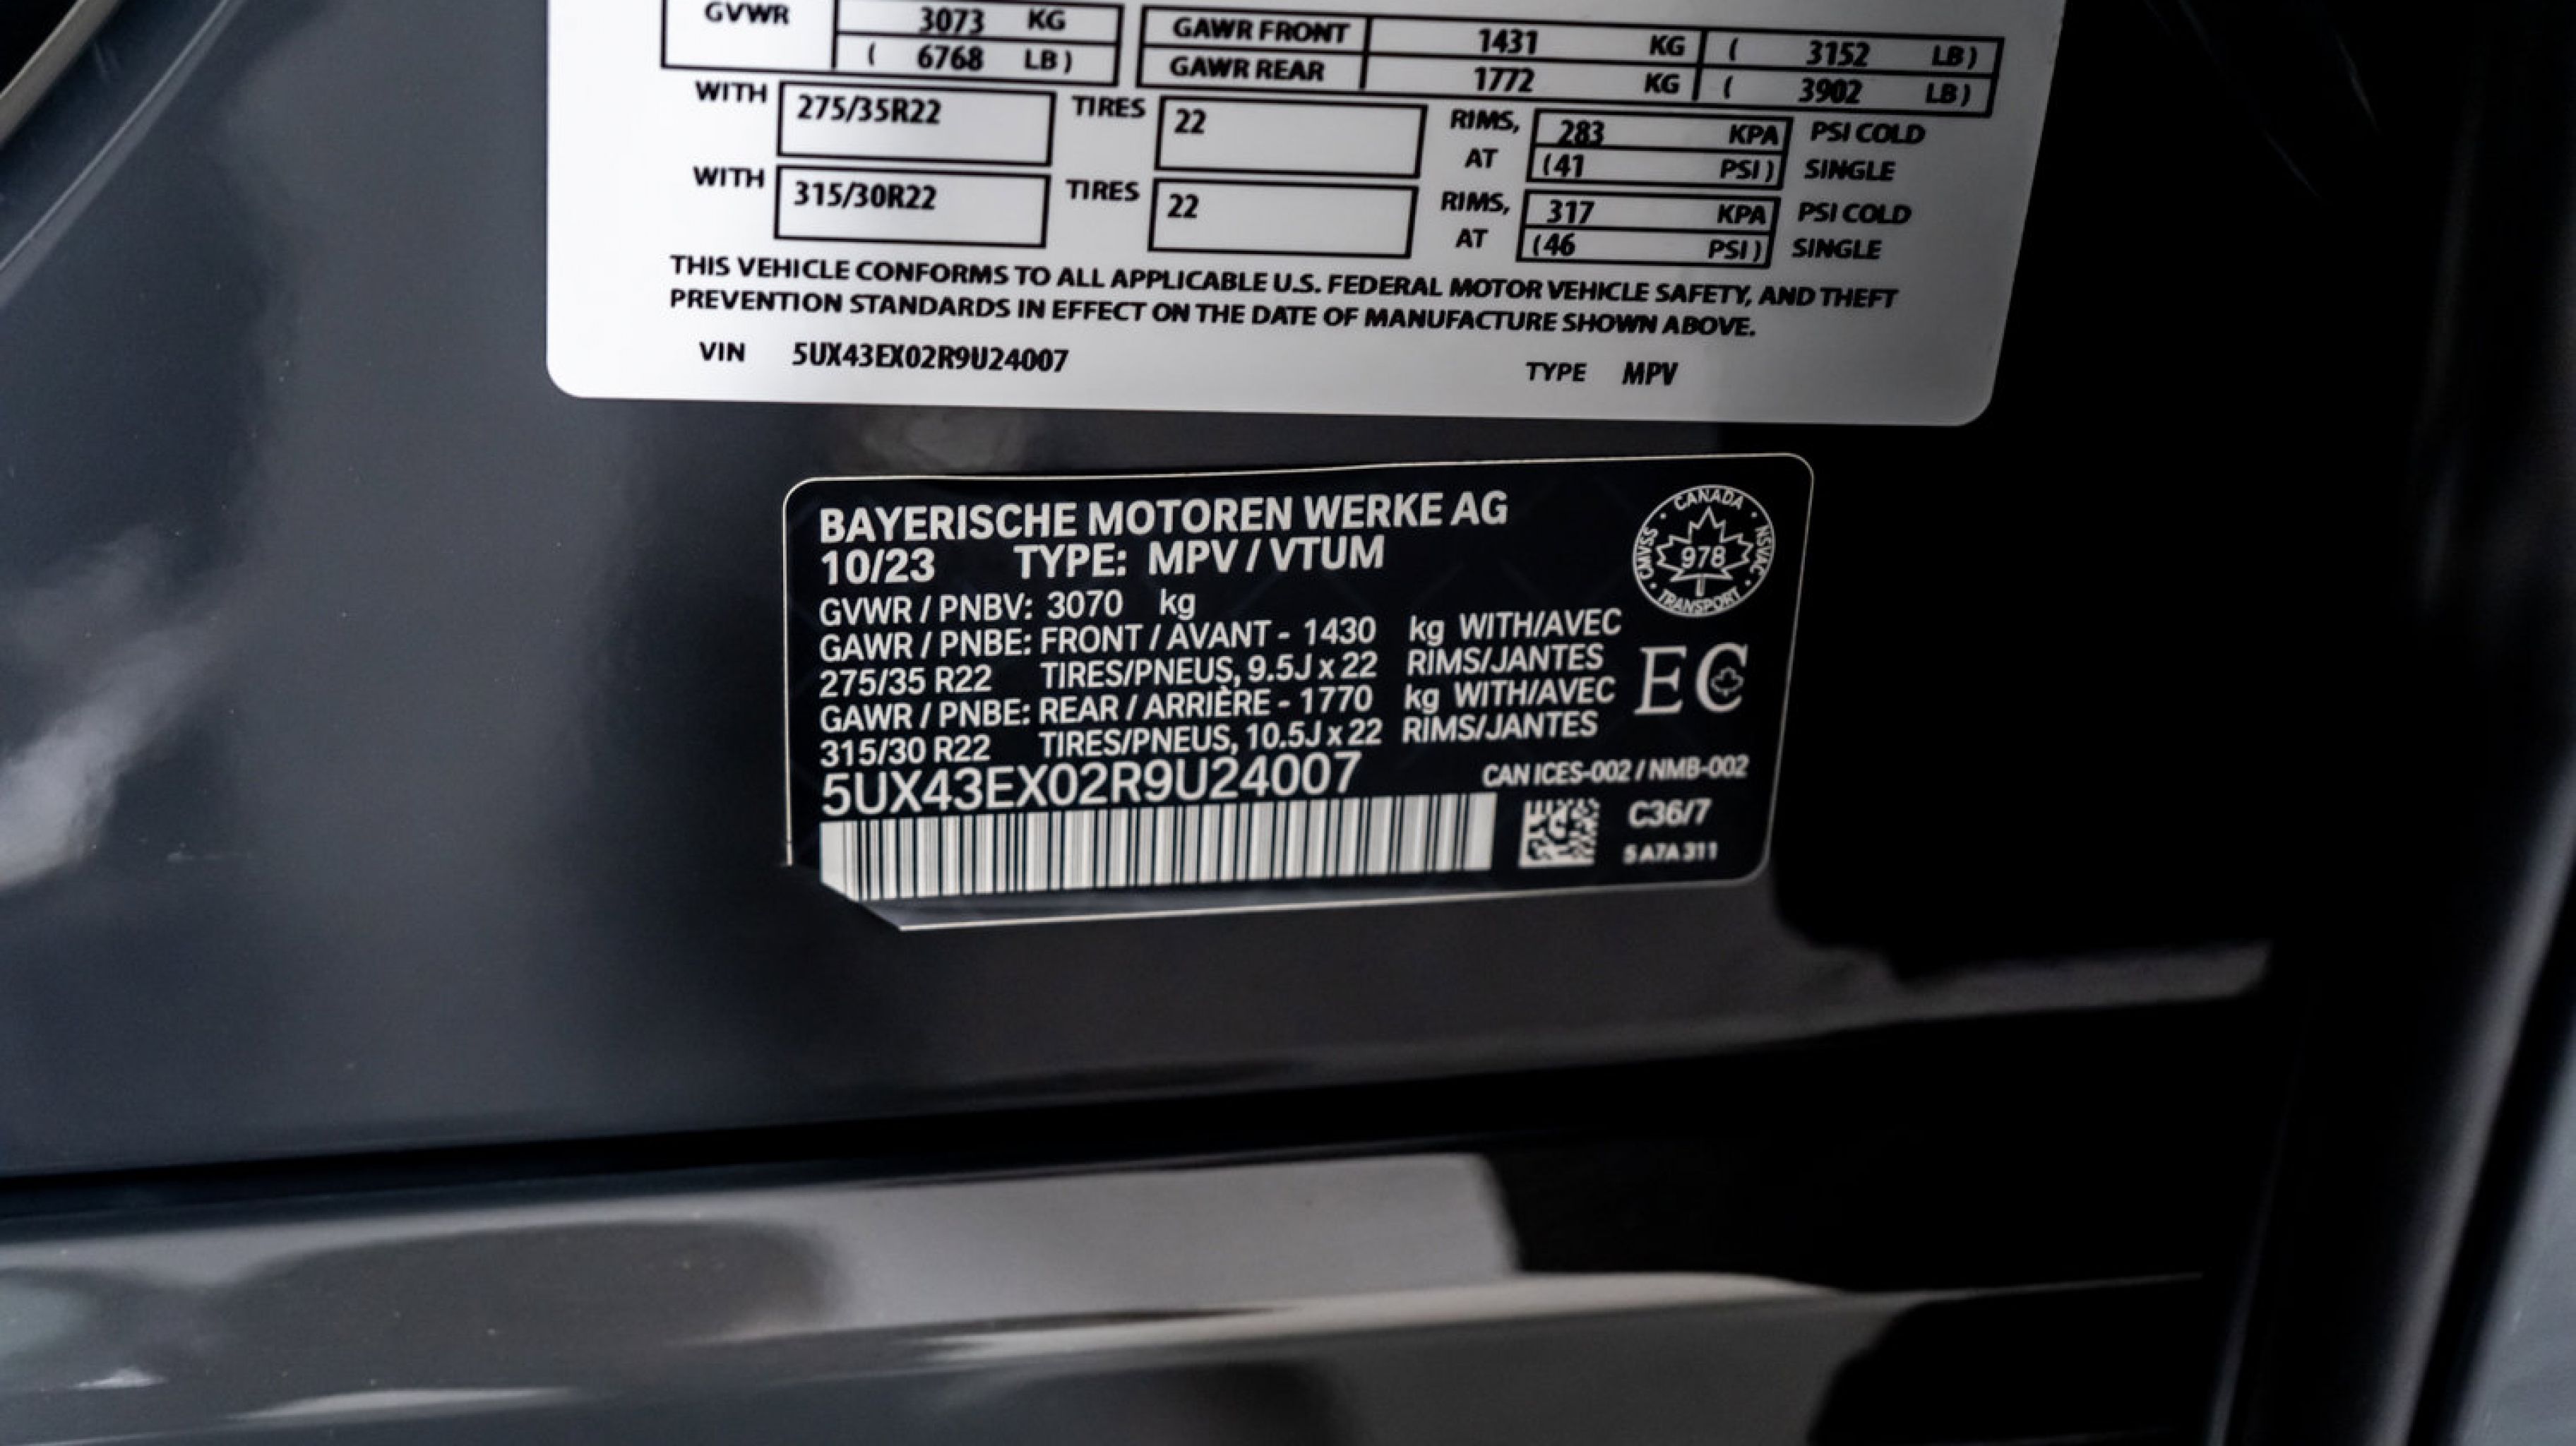 GVWR 3073 KG GAWR FRONT 1431 KG ( 3152 LB )
( 6768 LB ) GAWR REAR 1772 KG ( 3902 LB )
WITH 275/35R22 TIRES 22 RIMS, 283 KPA PSI COLD
AT (41 PSI ) SINGLE
WITH 315/30R22 TIRES 22 RIMS, 317 KPA PSI COLD
AT (46 PSI ) SINGLE
THIS VEHICLE CONFORMS TO ALL APPLICABLE U.S. FEDERAL MOTOR VEHICLE SAFETY, AND THEFT
PREVENTION STANDARDS IN EFFECT ON THE DATE OF MANUFACTURE SHOWN ABOVE.
VIN 5UX43EX02R9U24007 TYPE MPV
BAYERISCHE MOTOREN WERKE AG
10/23 TYPE: MPV / VTUM
GVWR / PNBV: 3070 kg
GAWR / PNBE: FRONT / AVANT - 1430 kg WITH/AVEC
275/35 R22 TIRES/PNEUS, 9.5J x 22 RIMS/JANTES
GAWR / PNBE: REAR / ARRIÈRE - 1770 kg WITH/AVEC
315/30 R22 TIRES/PNEUS, 10.5J x 22 RIMS/JANTES
5UX43EX02R9U24007
CANADA
CMVSS 978 NSVAC
TRANSPORT
EC
CAN ICES-002 / NMB-002
C36/7
5 A7A 311